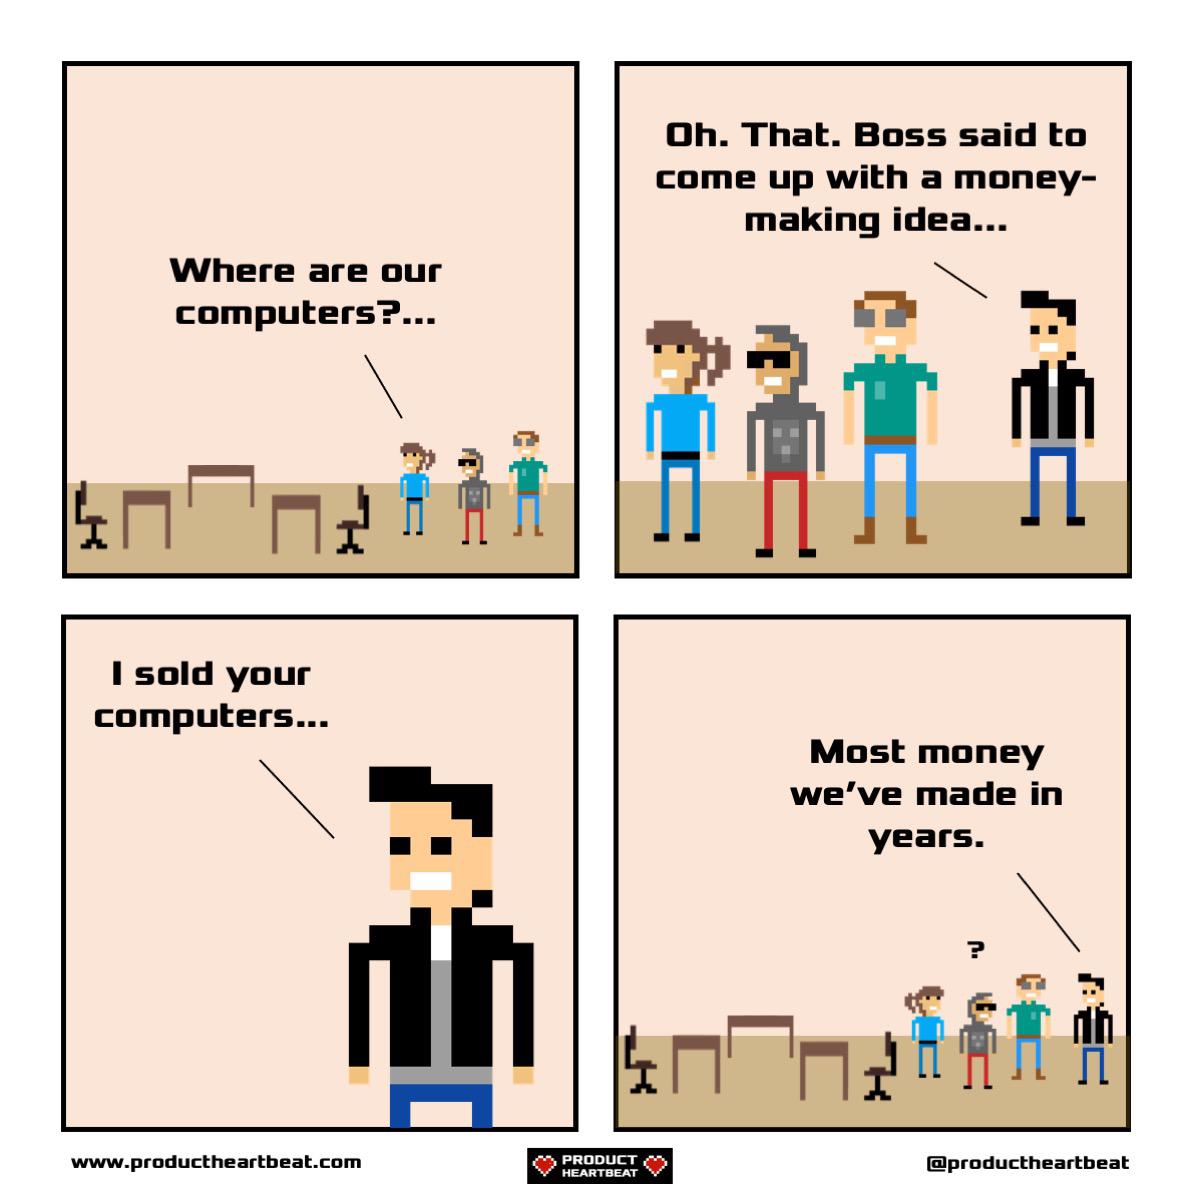 Where are our
computers?...
Oh. That. Boss said to
come up with a money-
making idea...
I sold your
computers...
Most money
we've made in
years.
?
www.productheartbeat.com
PRODUCT
HEARTBEAT
@productheartbeat